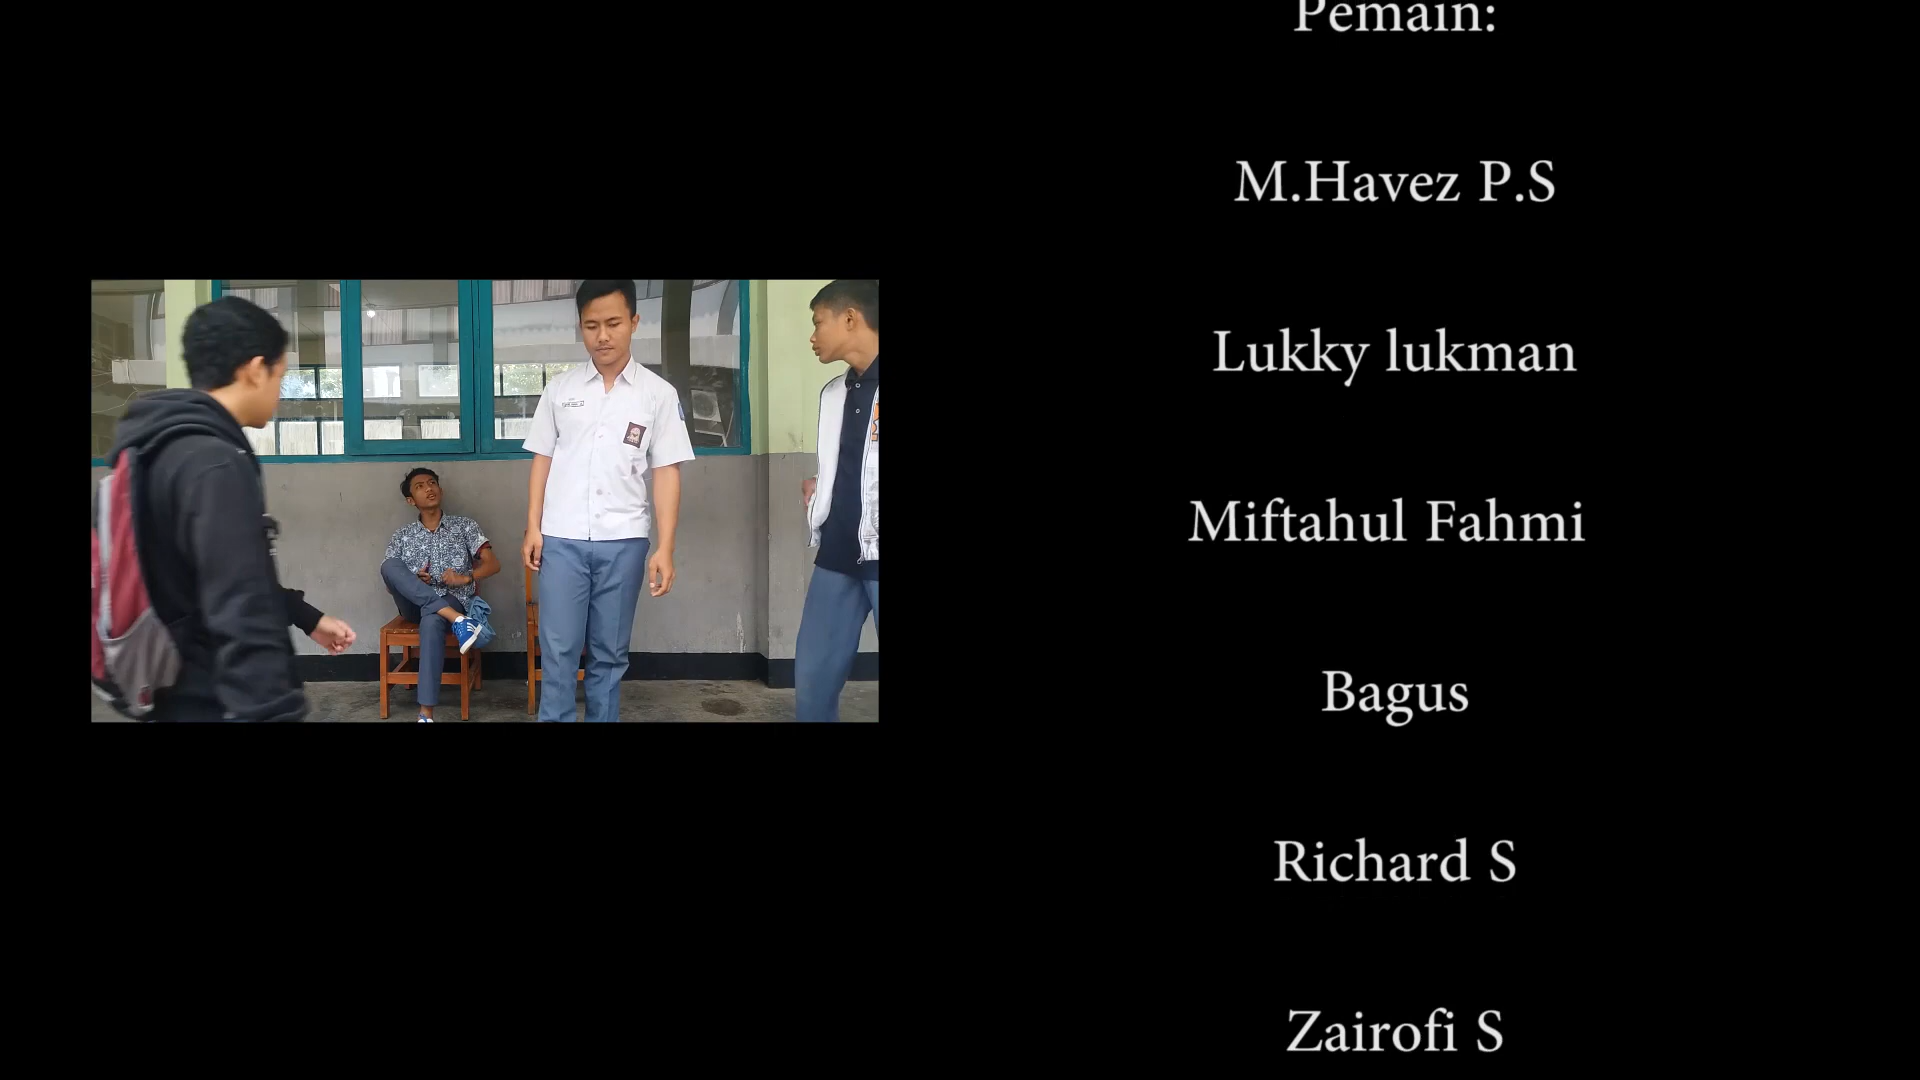 Pemain:
M.Havez P.S
Lukky lukman
Miftahul Fahmi
Bagus
Richard S
Zairofi S